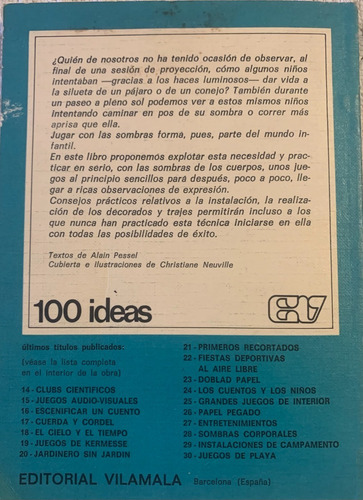 ¿Quién de nosotros no ha tenido ocasión de observar, al
final de una sesión de proyección, cómo algunos niños
intentaban —gracias a los haces luminosos— dar vida a
la silueta de un pájaro o de un conejo? También durante
un paseo a pleno sol podemos ver a estos mismos niños
intentando caminar en pos de su sombra o correr más
aprisa que ella.
Jugar con las sombras forma, pues, parte del mundo in-
fantil.
En este libro proponemos explotar esta necesidad y prac-
ticar en serio, con las sombras de los cuerpos, unos jue-
gos al principio sencillos para después, poco a poco, lle-
gar a ricas observaciones de expresión.
Consejos prácticos relativos a la instalación, la realiza-
ción de los decorados y trajes permitirán incluso a los
que nunca han practicado esta técnica iniciarse en ella
con todas las posibilidades de éxito.
Textos de Alain Pessel
Cubierta e ilustraciones de Christiane Neuville
100 ideas
EV
últimos títulos publicados:
(véase la lista completa
en el interior de la obra)
14 - CLUBS CIENTIFICOS
15 - JUEGOS AUDIO-VISUALES
16 - ESCENIFICAR UN CUENTO
17 - CUERDA Y CORDEL
18 - EL CIELO Y EL TIEMPO
19 - JUEGOS DE KERMESSE
20 - JARDINERO SIN JARDIN
21 - PRIMEROS RECORTADOS
22 - FIESTAS DEPORTIVAS
AL AIRE LIBRE
23 - DOBLAD PAPEL
24 - LOS CUENTOS Y LOS NIÑOS
25 - GRANDES JUEGOS DE INTERIOR
26 - PAPEL PEGADO
27 - ENTRETENIMIENTOS
28 - SOMBRAS CORPORALES
29 - INSTALACIONES DE CAMPAMENTO
30 - JUEGOS DE PLAYA
EDITORIAL VILAMALA Barcelona (España)